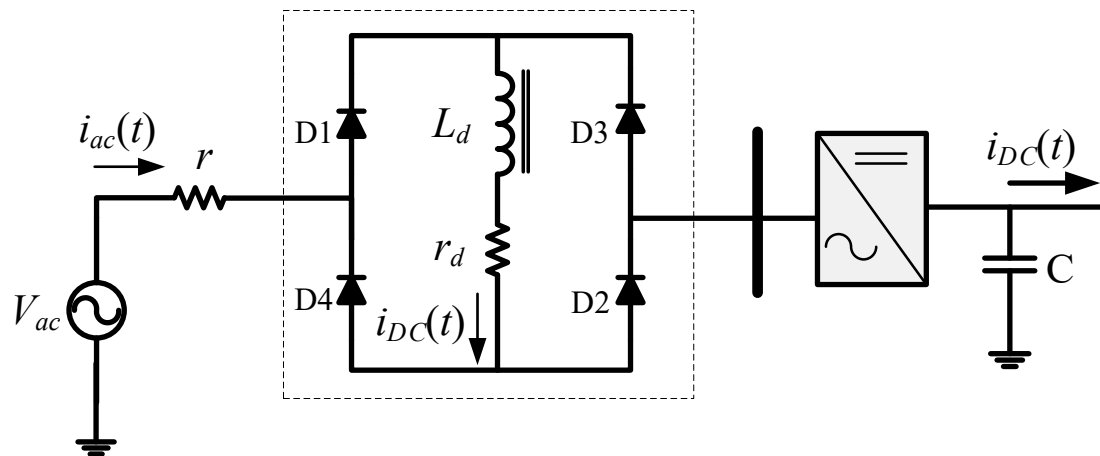 i_ac(t)
r
D1
L_d
D3
i_DC(t)
r_d
V_ac
D4
i_DC(t)
D2
C